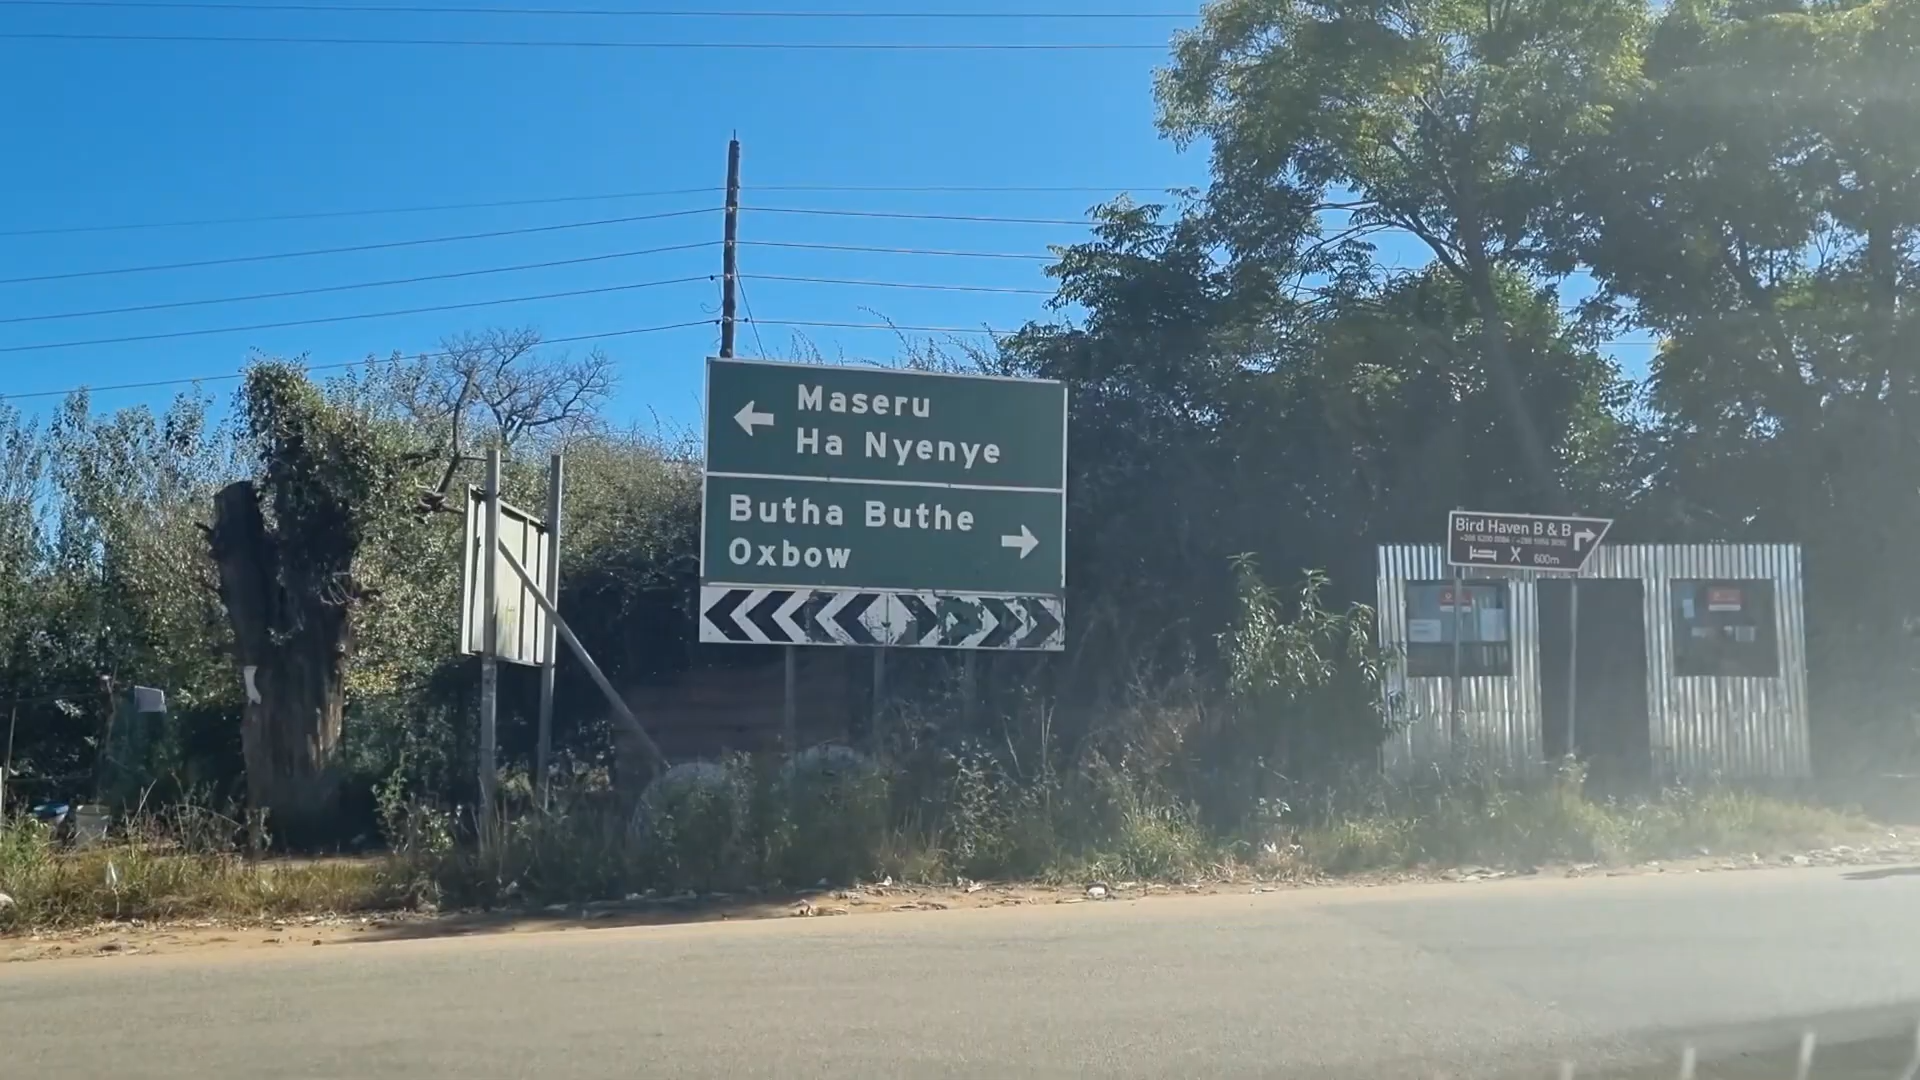 Maseru
Ha Nyenye
Butha Buthe
Oxbow
Bird Haven B & B
600m